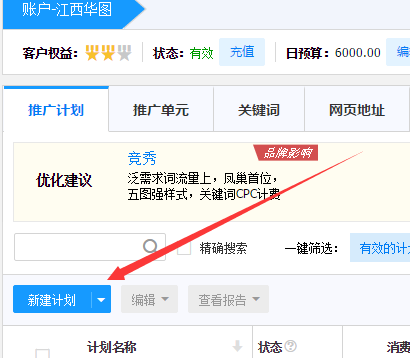 账户-江西华图
客户权益： 状态：有效 充值 日预算：6000.00
推广计划 推广单元 关键词 网页地址
品牌影响
竞秀
优化建议 泛需求词流量上，凤巢首位，
五图强样式，关键词CPC计费
精确搜索 一键筛选： 有效的计
新建计划 编辑 查看报告
计划名称 状态 消费